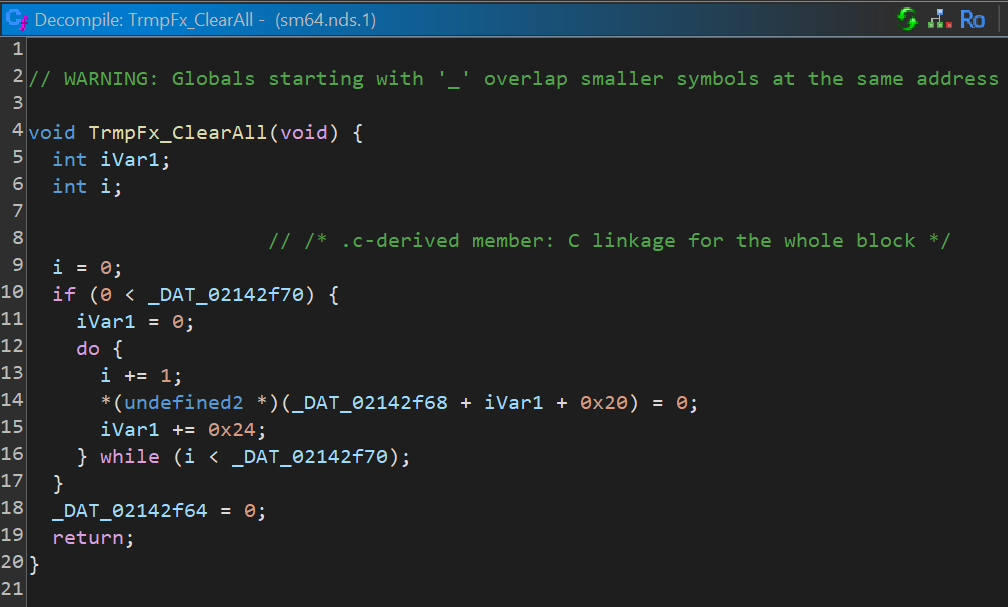 Decompile: TrmpFx_ClearAll - (sm64.nds.1)
Ro
1
2 // WARNING: Globals starting with '_' overlap smaller symbols at the same address
3
4 void TrmpFx_ClearAll(void) {
5   int iVar1;
6   int i;
7
8                     // /* .c-derived member: C linkage for the whole block */
9   i = 0;
10   if (0 < _DAT_02142f70) {
11     iVar1 = 0;
12     do {
13       i += 1;
14       *(undefined2 *)(_DAT_02142f68 + iVar1 + 0x20) = 0;
15       iVar1 += 0x24;
16     } while (i < _DAT_02142f70);
17   }
18   _DAT_02142f64 = 0;
19   return;
20 }
21